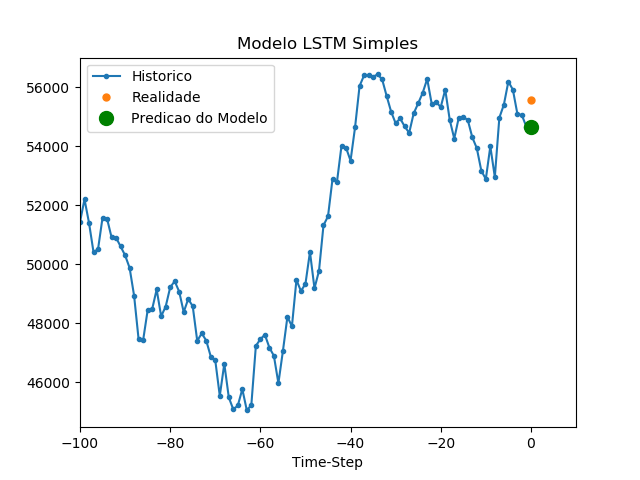 Modelo LSTM Simples
Historico
Realidade
Predicao do Modelo
56000
54000
52000
50000
48000
46000
−100 −80 −60 −40 −20 0
Time-Step